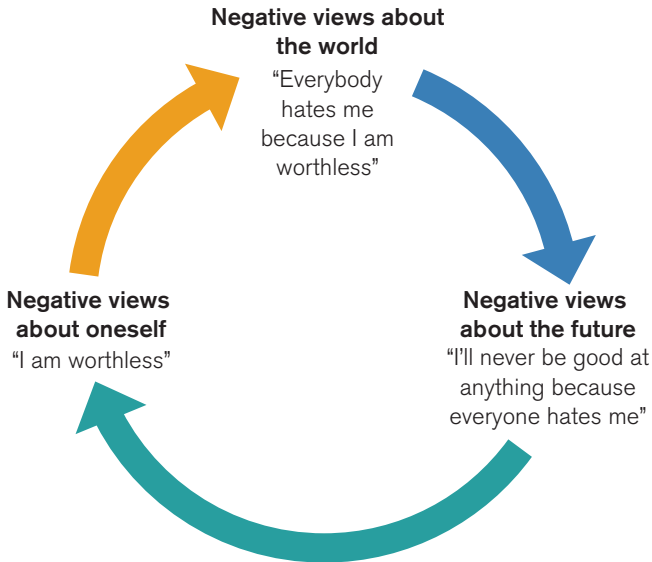 Negative views about
the world
“Everybody
hates me
because I am
worthless”
Negative views
about the future
“I’ll never be good at
anything because
everyone hates me”
Negative views
about oneself
“I am worthless”